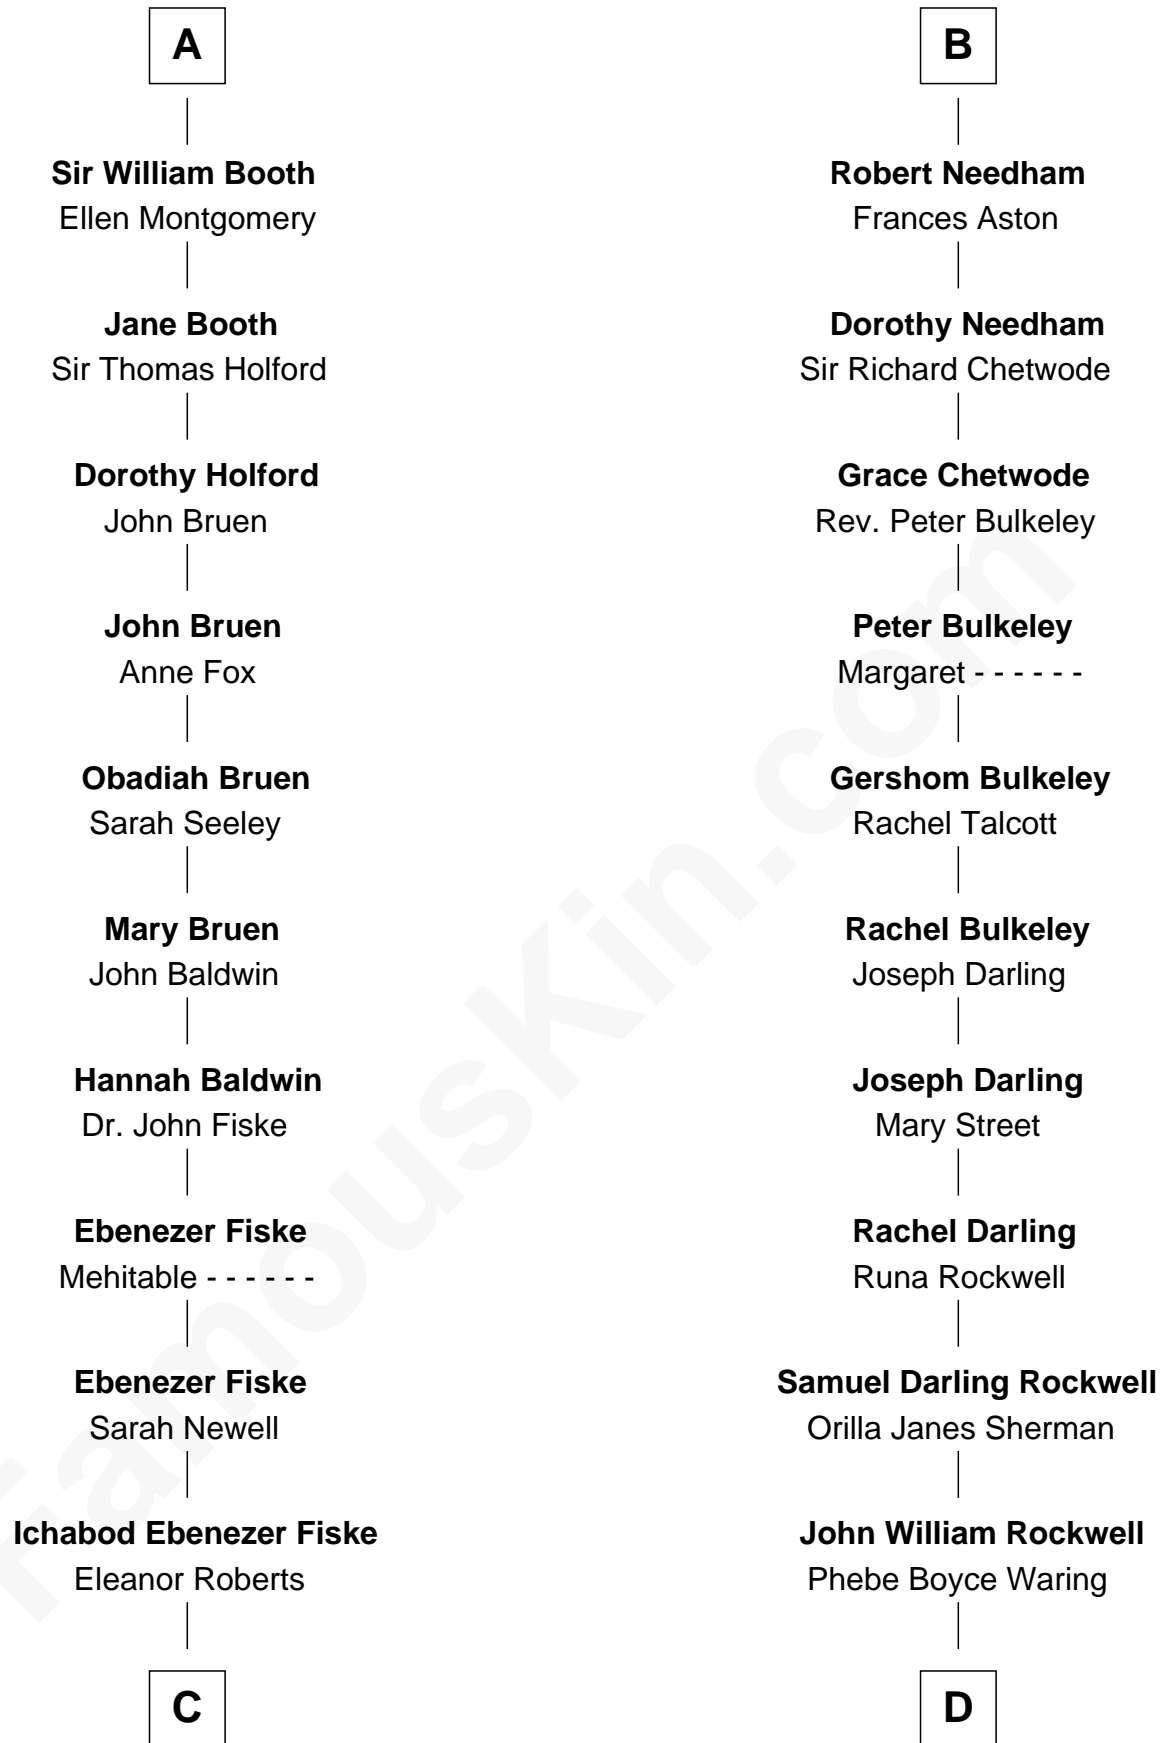 A
Sir William Booth
Ellen Montgomery
Jane Booth
Sir Thomas Holford
Dorothy Holford
John Bruen
John Bruen
Anne Fox
Obadiah Bruen
Sarah Seeley
Mary Bruen
John Baldwin
Hannah Baldwin
Dr. John Fiske
Ebenezer Fiske
Mehitable - - - - - -
Ebenezer Fiske
Sarah Newell
Ichabod Ebenezer Fiske
Eleanor Roberts
C
B
Robert Needham
Frances Aston
Dorothy Needham
Sir Richard Chetwode
Grace Chetwode
Rev. Peter Bulkeley
Peter Bulkeley
Margaret - - - - - -
Gershom Bulkeley
Rachel Talcott
Rachel Bulkeley
Joseph Darling
Joseph Darling
Mary Street
Rachel Darling
Runa Rockwell
Samuel Darling Rockwell
Orilla Janes Sherman
John William Rockwell
Phebe Boyce Waring
D
FamousKin.com